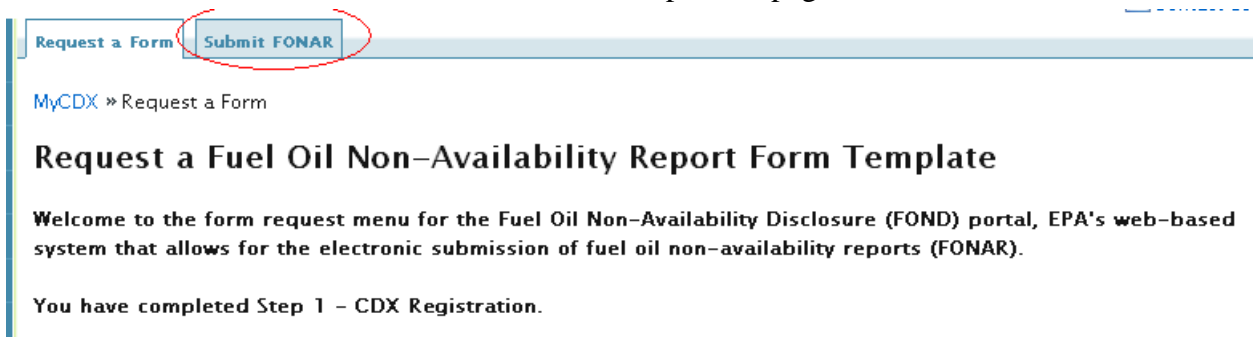 Request a Form Submit FONAR
MyCDX » Request a Form
Request a Fuel Oil Non-Availability Report Form Template
Welcome to the form request menu for the Fuel Oil Non-Availability Disclosure (FOND) portal, EPA's web-based
system that allows for the electronic submission of fuel oil non-availability reports (FONAR).
You have completed Step 1 - CDX Registration.